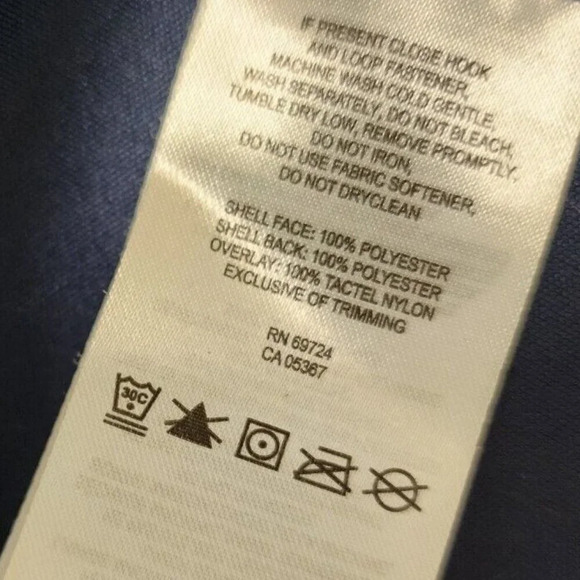 IF PRESENT CLOSE HOOK
AND LOOP FASTENER,
MACHINE WASH COLD GENTLE,
WASH SEPARATELY, DO NOT BLEACH,
TUMBLE DRY LOW, REMOVE PROMPTLY.
DO NOT IRON,
DO NOT USE FABRIC SOFTENER,
DO NOT DRYCLEAN
SHELL FACE: 100% POLYESTER
SHELL BACK: 100% POLYESTER
OVERLAY: 100% TACTEL NYLON
EXCLUSIVE OF TRIMMING
RN 69724
CA 05367
30C